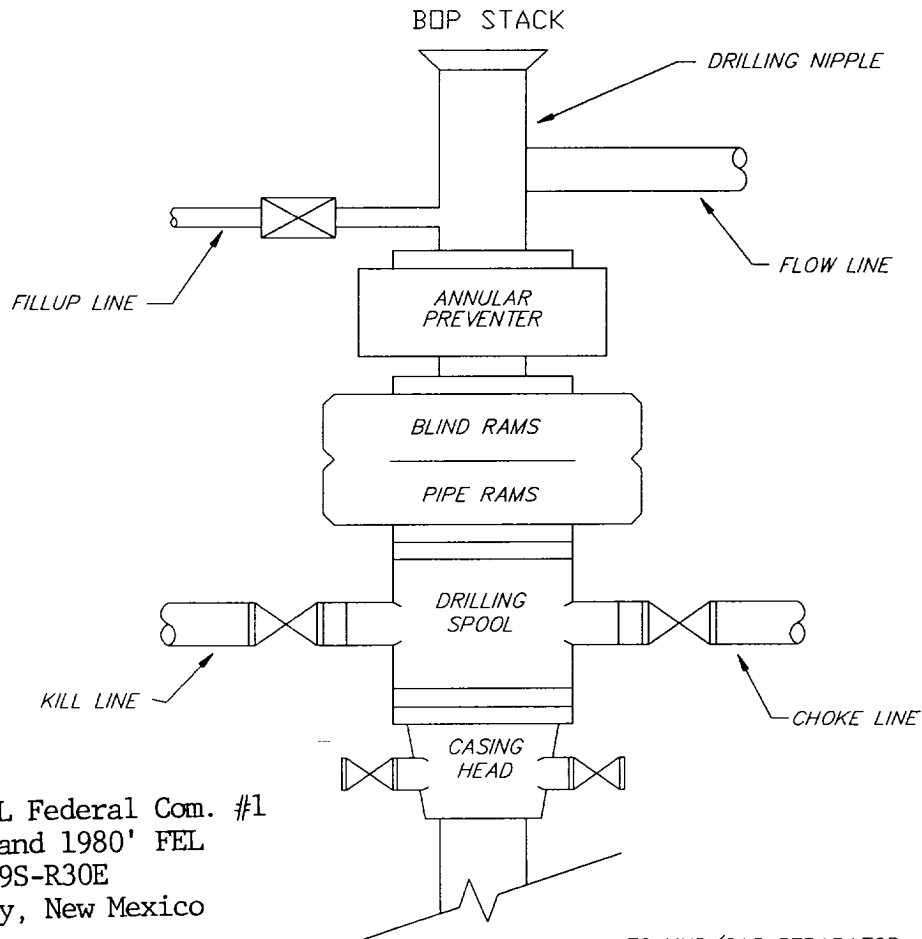 BOP STACK
DRILLING NIPPLE
FLOW LINE
FILLUP LINE
ANNULAR
PREVENTER
BLIND RAMS
PIPE RAMS
DRILLING
SPOOL
KILL LINE
CHOKE LINE
CASING
HEAD
L Federal Com. #1
and 1980' FEL
9S-R30E
y, New Mexico